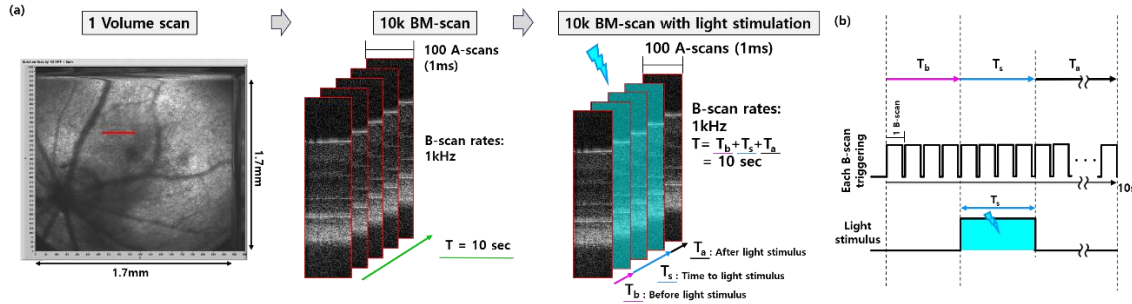 (a)
1 Volume scan
10k BM-scan
10k BM-scan with light stimulation
(b)
100 A-scans
(1ms)
B-scan rates:
1kHz
T = 10 sec
1.7mm
1.7mm
100 A-scans (1ms)
B-scan rates:
1kHz
T= Tb+Ts+Ta
= 10 sec
Ta : After light stimulus
Ts : Time to light stimulus
Tb : Before light stimulus
Tb
Ts
Ta
1 B-scan
Each B-scan
triggering
10s
Ts
Light
stimulus